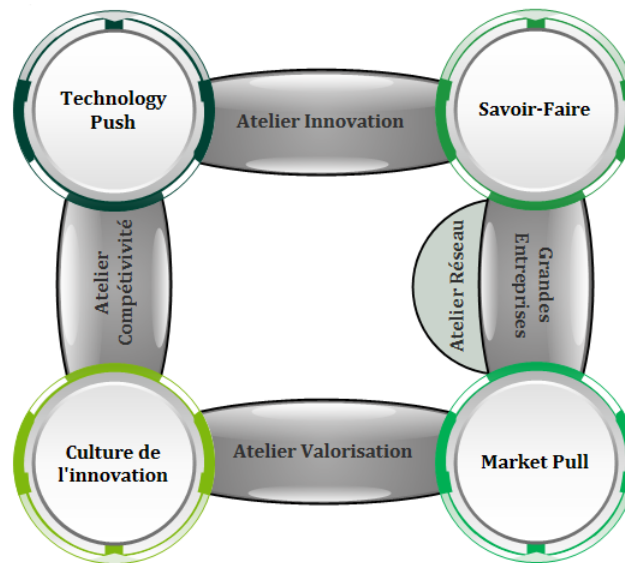 Technology
Push
Atelier Innovation
Savoir-Faire
Atelier
Compétivivité
Atelier Réseau
Grandes
Entreprises
Culture de
l'innovation
Atelier Valorisation
Market Pull